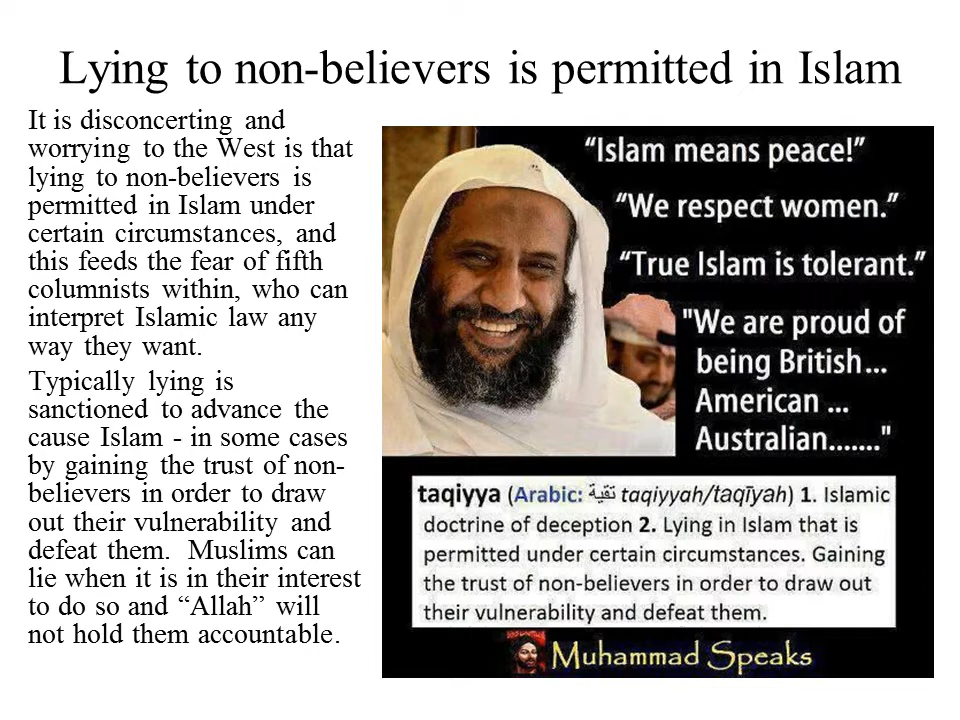 Lying to non-believers is permitted in Islam
It is disconcerting and
worrying to the West is that
lying to non-believers is
permitted in Islam under
certain circumstances, and
this feeds the fear of fifth
columnists within, who can
interpret Islamic law any
way they want.
Typically lying is
sanctioned to advance the
cause Islam - in some cases
by gaining the trust of non-
believers in order to draw
out their vulnerability and
defeat them.  Muslims can
lie when it is in their interest
to do so and “Allah” will
not hold them accountable.
“Islam means peace!”
“We respect women.”
“True Islam is tolerant.”
"We are proud of
being British...
American ...
Australian......."
taqiyya (Arabic: تقية taqiyyah/taqīyah) 1. Islamic
doctrine of deception 2. Lying in Islam that is
permitted under certain circumstances. Gaining
the trust of non-believers in order to draw out
their vulnerability and defeat them.
Muhammad Speaks